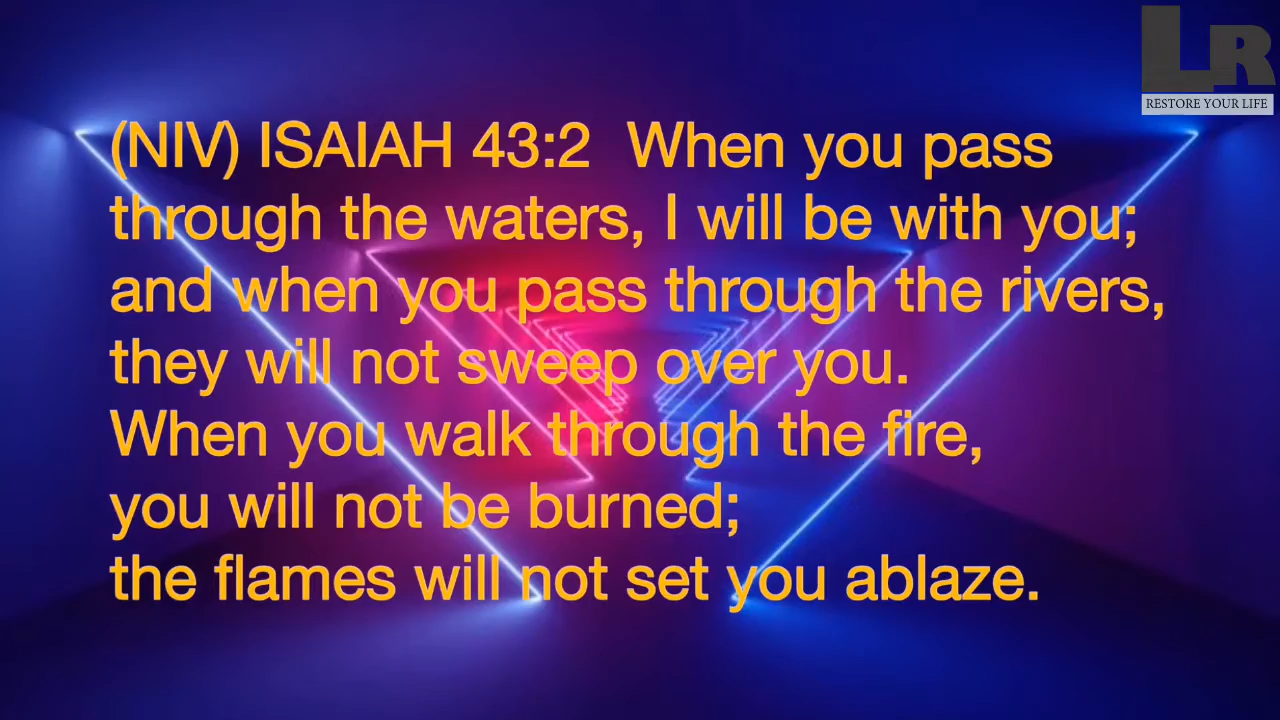 LR
RESTORE YOUR LIFE
(NIV) ISAIAH 43:2  When you pass
through the waters, I will be with you;
and when you pass through the rivers,
they will not sweep over you.
When you walk through the fire,
you will not be burned;
the flames will not set you ablaze.